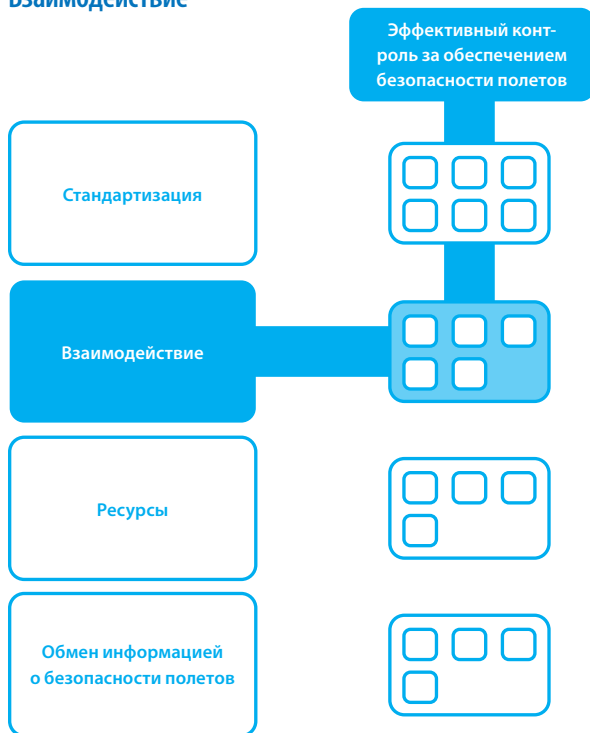 Взаимодействие
Эффективный конт-
роль за обеспечением
безопасности полетов
Стандартизация
Взаимодействие
Ресурсы
Обмен информацией
о безопасности полетов